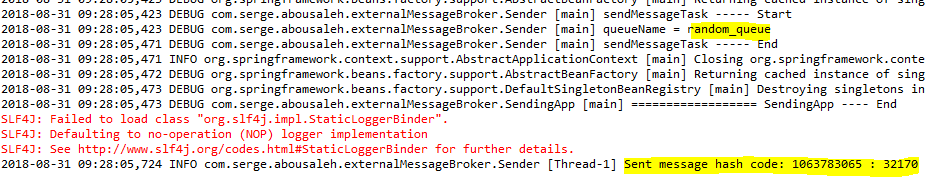 2018-08-31 09:28:05,423 DEBUG org.springframework.beans.factory.support.AbstractBeanFactory [main] Returning cached instance of sing
2018-08-31 09:28:05,423 DEBUG com.serge.abousaleh.externalMessageBroker.Sender [main] sendMessageTask ----- Start
2018-08-31 09:28:05,423 DEBUG com.serge.abousaleh.externalMessageBroker.Sender [main] queueName = random_queue
2018-08-31 09:28:05,471 DEBUG com.serge.abousaleh.externalMessageBroker.Sender [main] sendMessageTask ----- End
2018-08-31 09:28:05,471 INFO org.springframework.context.support.AbstractApplicationContext [main] Closing org.springframework.conte
2018-08-31 09:28:05,472 DEBUG org.springframework.beans.factory.support.AbstractBeanFactory [main] Returning cached instance of sing
2018-08-31 09:28:05,473 DEBUG org.springframework.beans.factory.support.DefaultSingletonBeanRegistry [main] Destroying singletons in
2018-08-31 09:28:05,473 DEBUG com.serge.abousaleh.externalMessageBroker.SendingApp [main] ================== SendingApp ---- End
SLF4J: Failed to load class "org.slf4j.impl.StaticLoggerBinder".
SLF4J: Defaulting to no-operation (NOP) logger implementation
SLF4J: See http://www.slf4j.org/codes.html#StaticLoggerBinder for further details.
2018-08-31 09:28:05,724 INFO com.serge.abousaleh.externalMessageBroker.Sender [Thread-1] Sent message hash code: 1063783065 : 32170